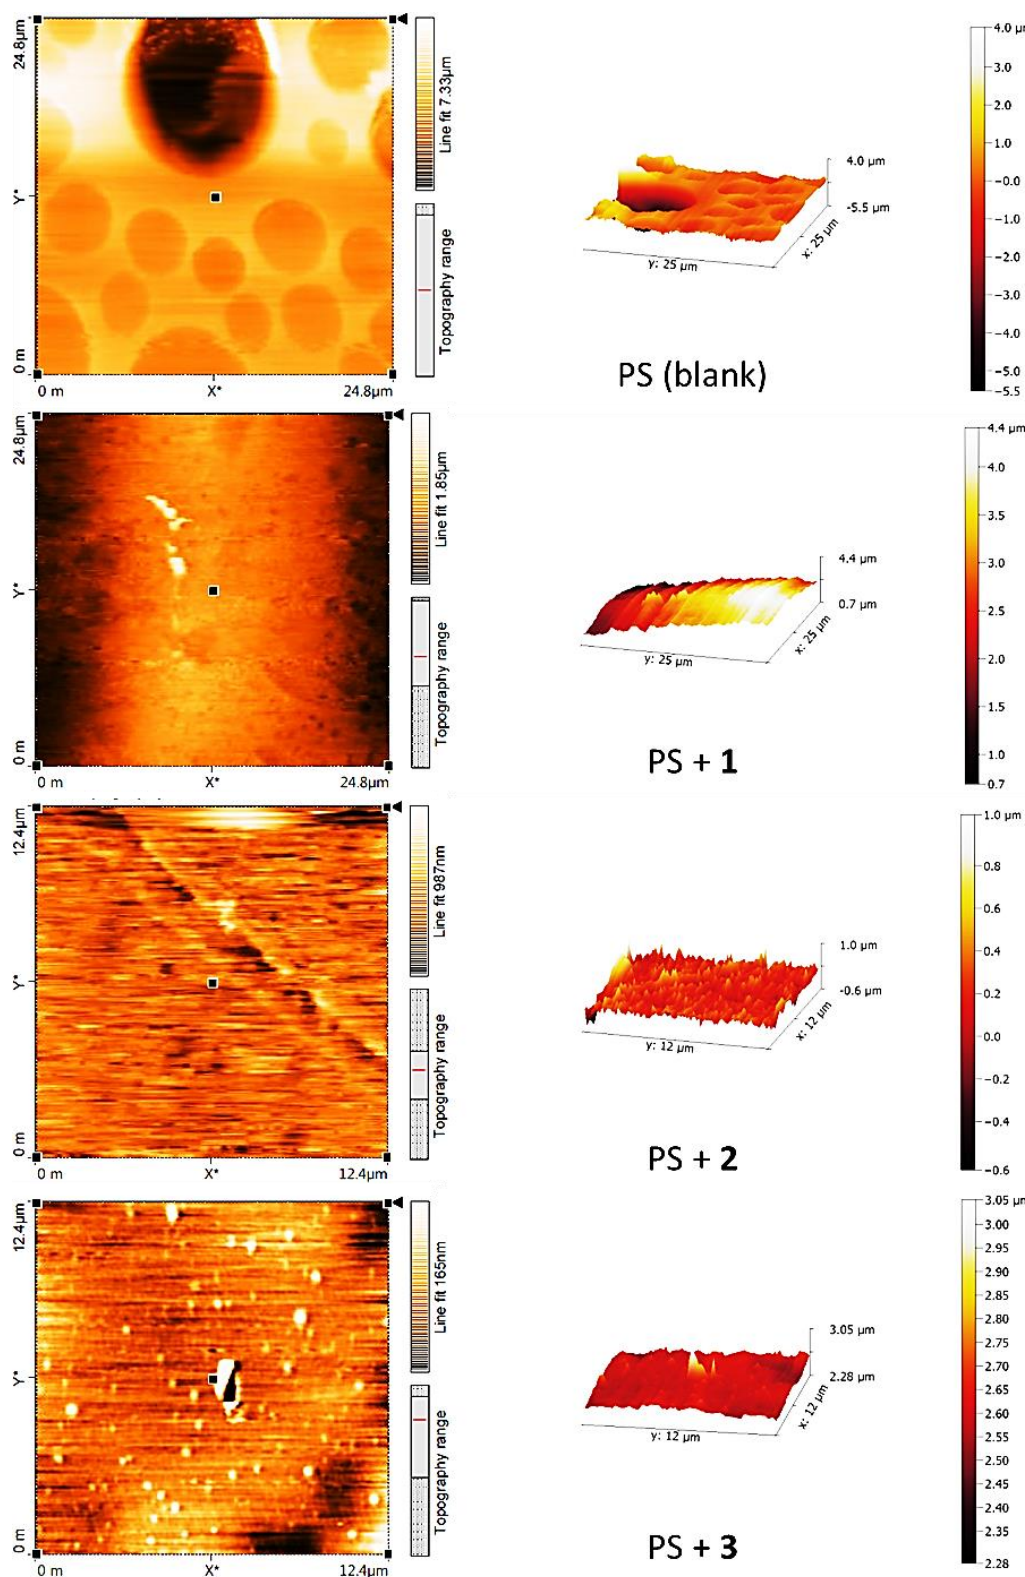 24.8µm
Y*
0 m
0 m
X*
24.8µm
Line fit 7.33µm
Topography range
4.0 µm
-5.5 µm
x: 25 µm
y: 25 µm
PS (blank)
4.0 µm
3.0
2.0
1.0
-0.0
-1.0
-2.0
-3.0
-4.0
-5.0
-5.5
24.8µm
Y*
0 m
0 m
X*
24.8µm
Line fit 1.85µm
Topography range
4.4 µm
0.7 µm
x: 25 µm
y: 25 µm
PS + 1
4.4 µm
4.0
3.5
3.0
2.5
2.0
1.5
1.0
0.7
12.4µm
Y*
0 m
0 m
X*
12.4µm
Line fit 987nm
Topography range
1.0 µm
-0.6 µm
x: 12 µm
y: 12 µm
PS + 2
1.0 µm
0.8
0.6
0.4
0.2
0.0
-0.2
-0.4
-0.6
12.4µm
Y*
0 m
0 m
X*
12.4µm
Line fit 165nm
Topography range
3.05 µm
2.28 µm
x: 12 µm
y: 12 µm
PS + 3
3.05 µm
3.00
2.95
2.90
2.85
2.80
2.75
2.70
2.65
2.60
2.55
2.50
2.45
2.40
2.35
2.28